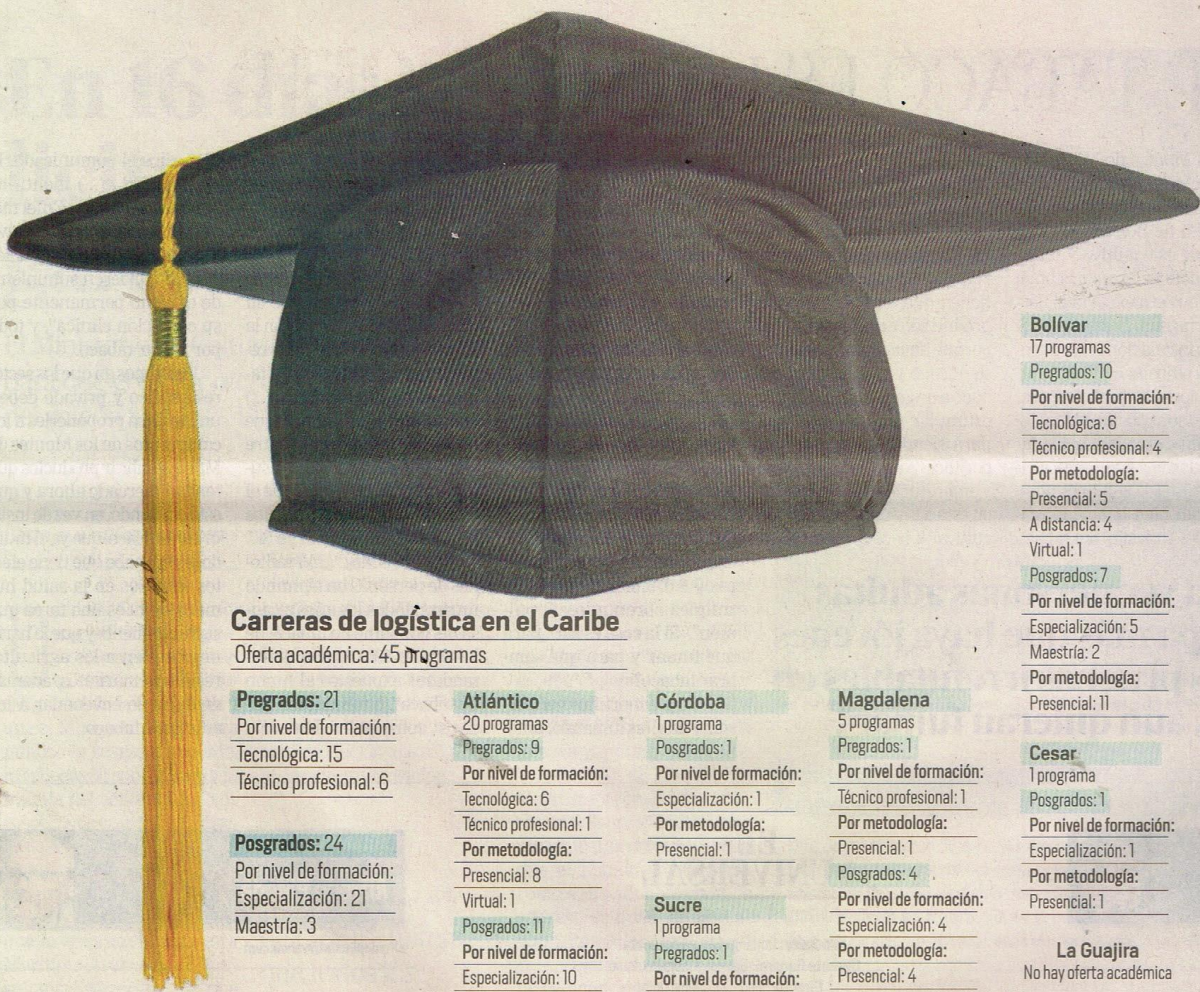 Carreras de logística en el Caribe
Oferta académica: 45 programas
Pregrados: 21
Por nivel de formación:
Tecnológica: 15
Técnico profesional: 6
Posgrados: 24
Por nivel de formación:
Especialización: 21
Maestría: 3
Atlántico
20 programas
Pregrados: 9
Por nivel de formación:
Tecnológica: 6
Técnico profesional: 1
Por metodología:
Presencial: 8
Virtual: 1
Posgrados: 11
Por nivel de formación:
Especialización: 10
Córdoba
1 programa
Posgrados: 1
Por nivel de formación:
Especialización: 1
Por metodología:
Presencial: 1
Sucre
1 programa
Pregrados: 1
Por nivel de formación:
Magdalena
5 programas
Pregrados: 1
Por nivel de formación:
Técnico profesional: 1
Por metodología:
Presencial: 1
Posgrados: 4
Por nivel de formación:
Especialización: 4
Por metodología:
Presencial: 4
Bolívar
17 programas
Pregrados: 10
Por nivel de formación:
Tecnológica: 6
Técnico profesional: 4
Por metodología:
Presencial: 5
A distancia: 4
Virtual: 1
Posgrados: 7
Por nivel de formación:
Especialización: 5
Maestría: 2
Por metodología:
Presencial: 11
Cesar
1 programa
Posgrados: 1
Por nivel de formación:
Especialización: 1
Por metodología:
Presencial: 1
La Guajira
No hay oferta académica